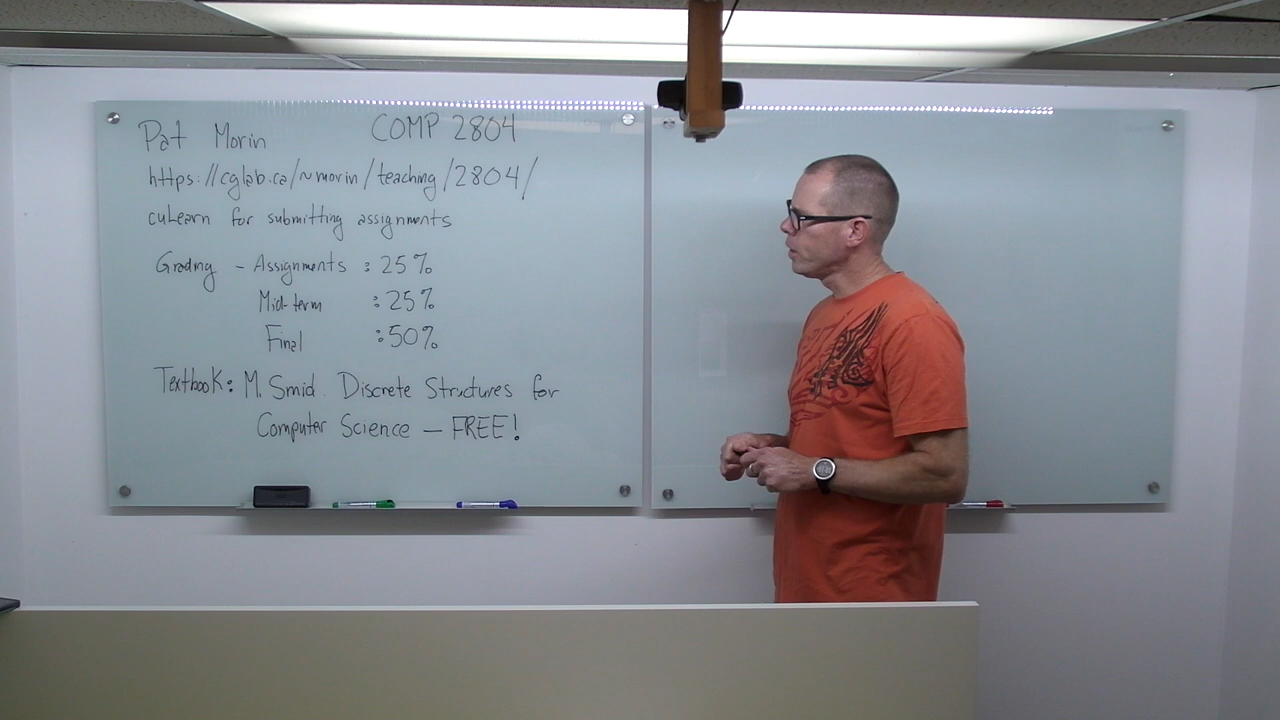 Pat Morin COMP 2804
https://cglab.ca/~morin/teaching/2804/
cuLearn for submitting assignments
Grading - Assignments : 25%
Mid-term : 25%
Final : 50%
Textbook: M. Smid. Discrete Structures for
Computer Science — FREE!